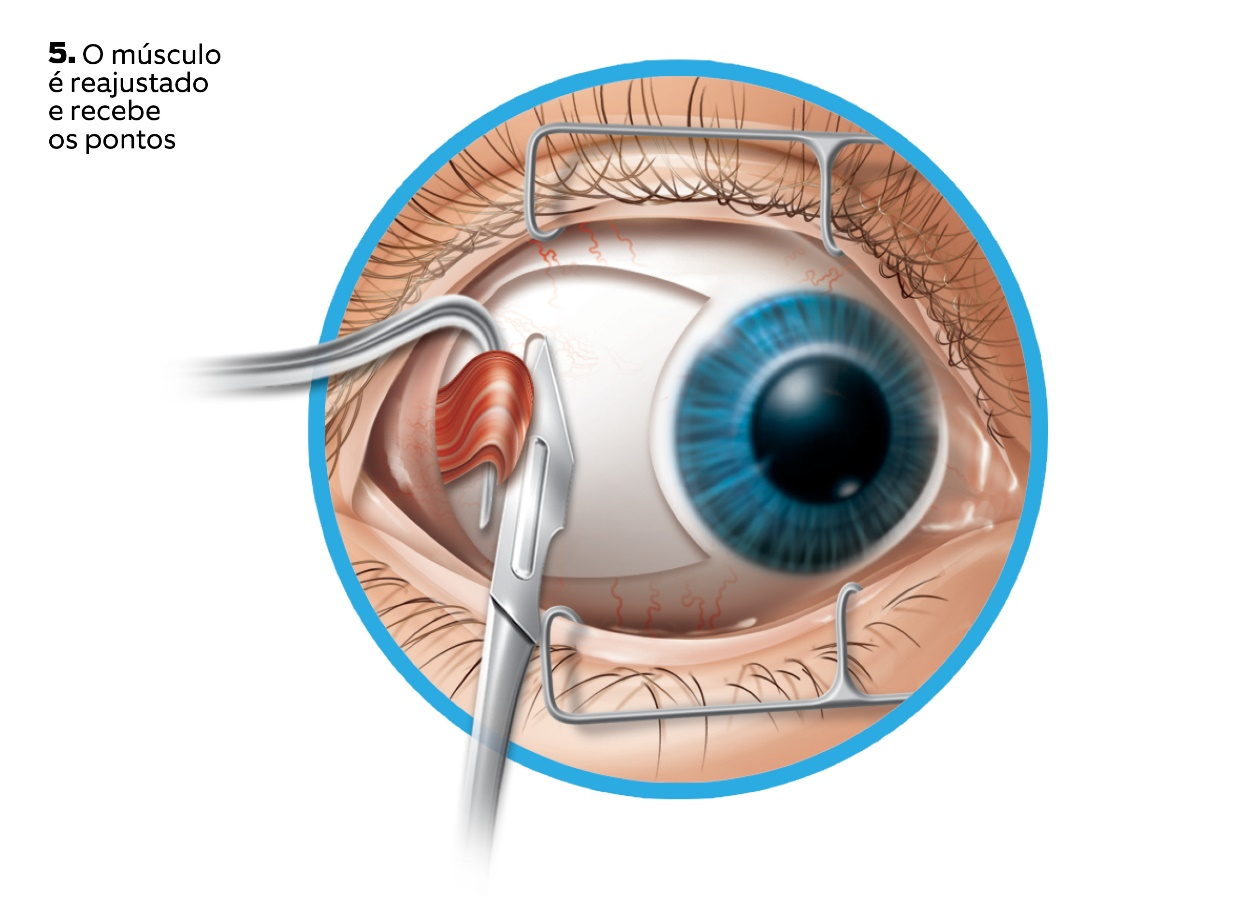 5. O músculo
é reajustado
e recebe
os pontos